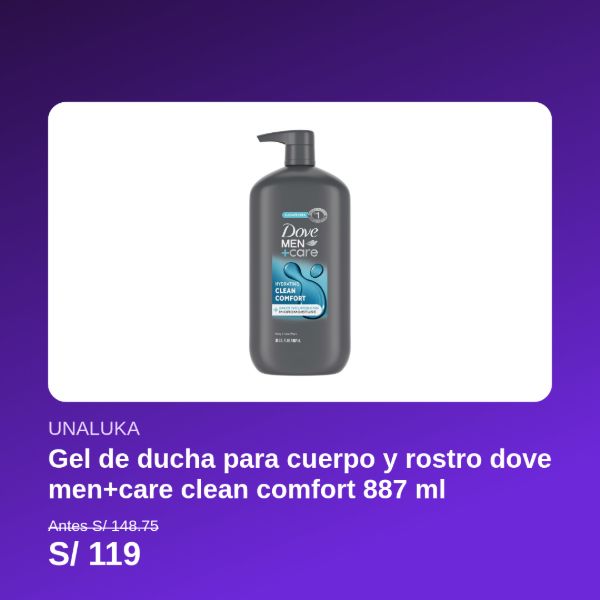 Dove
MEN
+care
HYDRATING
CLEAN
COMFORT
MICROMOISTURE
UNALUKA
Gel de ducha para cuerpo y rostro dove
men+care clean comfort 887 ml
Antes S/ 148.75
S/ 119